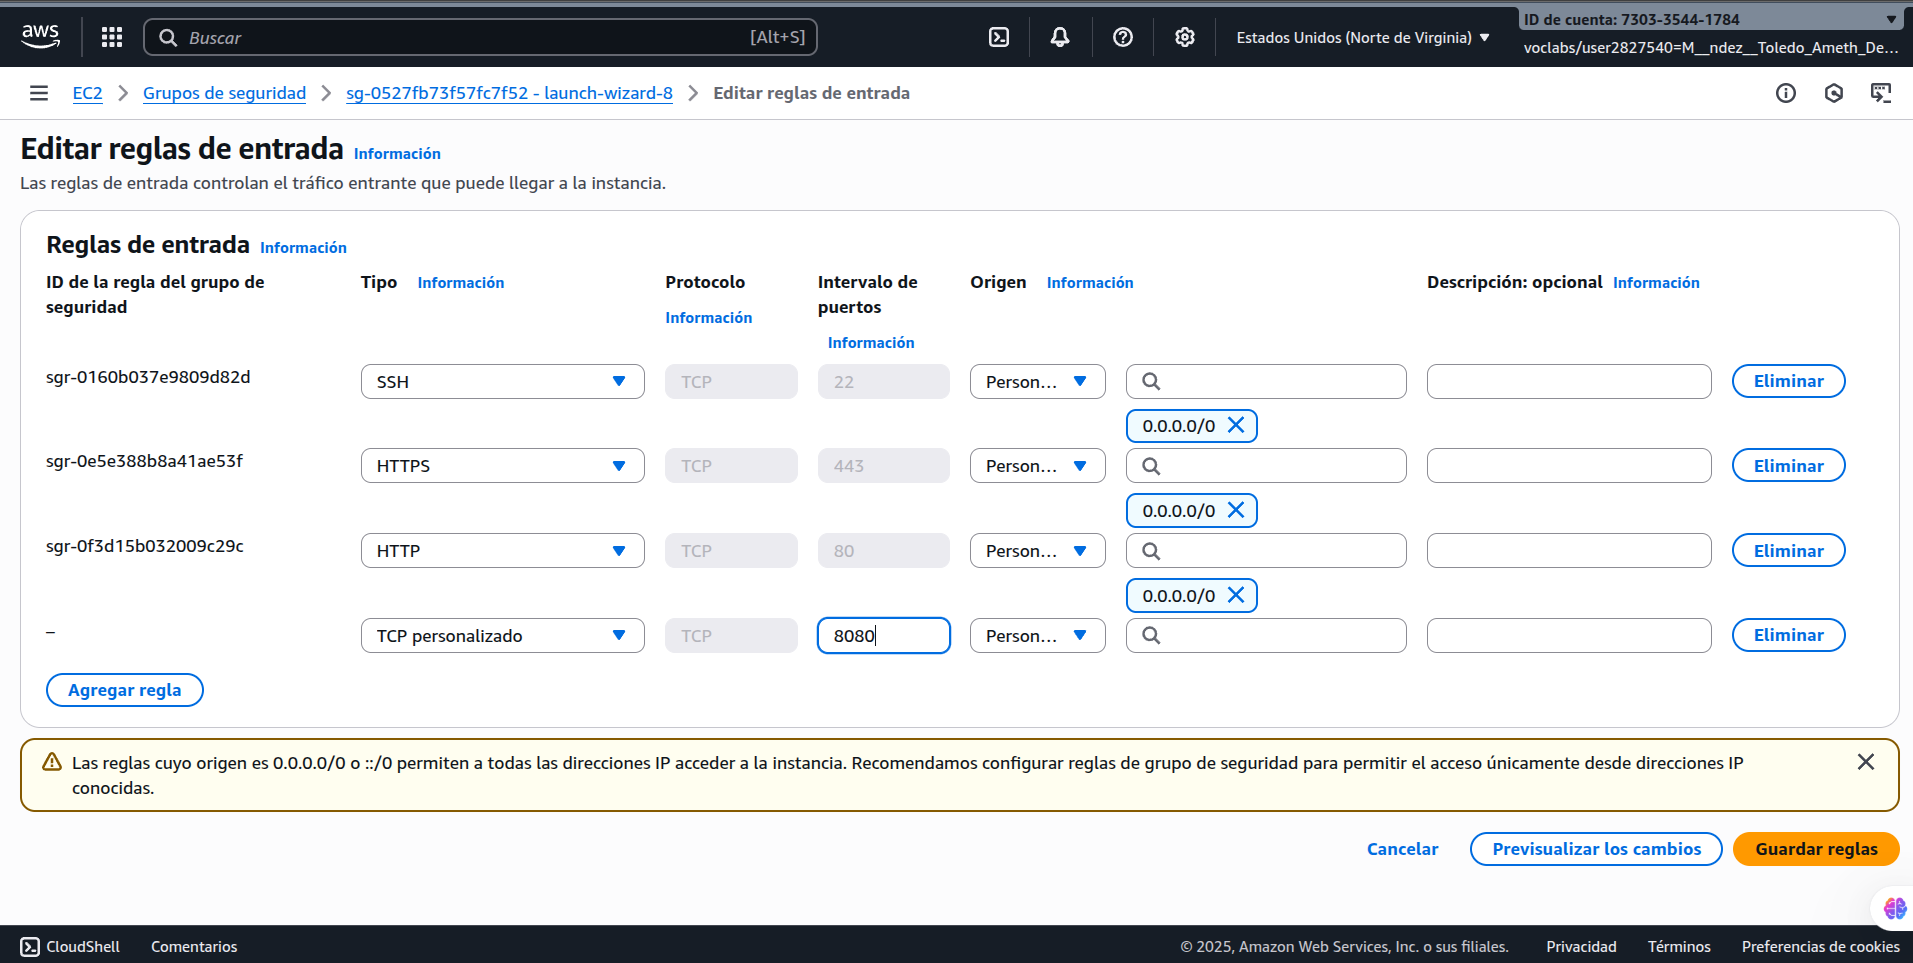 aws
Buscar [Alt+S]
Estados Unidos (Norte de Virginia)
ID de cuenta: 7303-3544-1784
voclabs/user2827540=M__ndez__Toledo_Ameth_De...
EC2 > Grupos de seguridad > sg-0527fb73f57fc7f52 - launch-wizard-8 > Editar reglas de entrada
Editar reglas de entrada Información
Las reglas de entrada controlan el tráfico entrante que puede llegar a la instancia.
Reglas de entrada Información
ID de la regla del grupo de seguridad
Tipo Información
Protocolo Información
Intervalo de puertos Información
Origen Información
Descripción: opcional Información
sgr-0160b037e9809d82d SSH TCP 22 Person... Eliminar
0.0.0.0/0
sgr-0e5e388b8a41ae53f HTTPS TCP 443 Person... Eliminar
0.0.0.0/0
sgr-0f3d15b032009c29c HTTP TCP 80 Person... Eliminar
0.0.0.0/0
– TCP personalizado TCP 8080 Person... Eliminar
Agregar regla
Las reglas cuyo origen es 0.0.0.0/0 o ::/0 permiten a todas las direcciones IP acceder a la instancia. Recomendamos configurar reglas de grupo de seguridad para permitir el acceso únicamente desde direcciones IP
conocidas.
Cancelar Previsualizar los cambios Guardar reglas
CloudShell Comentarios © 2025, Amazon Web Services, Inc. o sus filiales. Privacidad Términos Preferencias de cookies